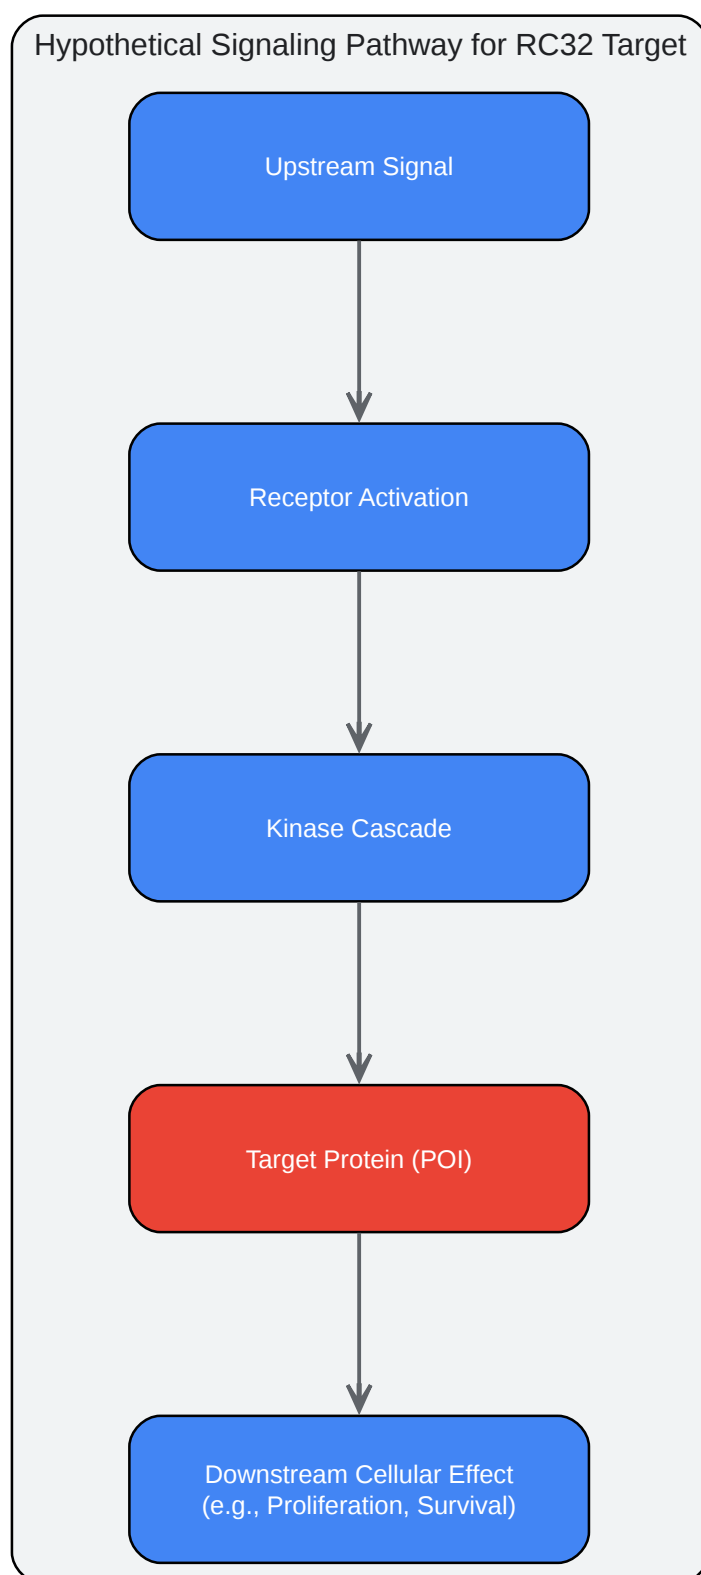 Hypothetical Signaling Pathway for RC32 Target
Upstream Signal
Receptor Activation
Kinase Cascade
Target Protein (POI)
Downstream Cellular Effect
(e.g., Proliferation, Survival)